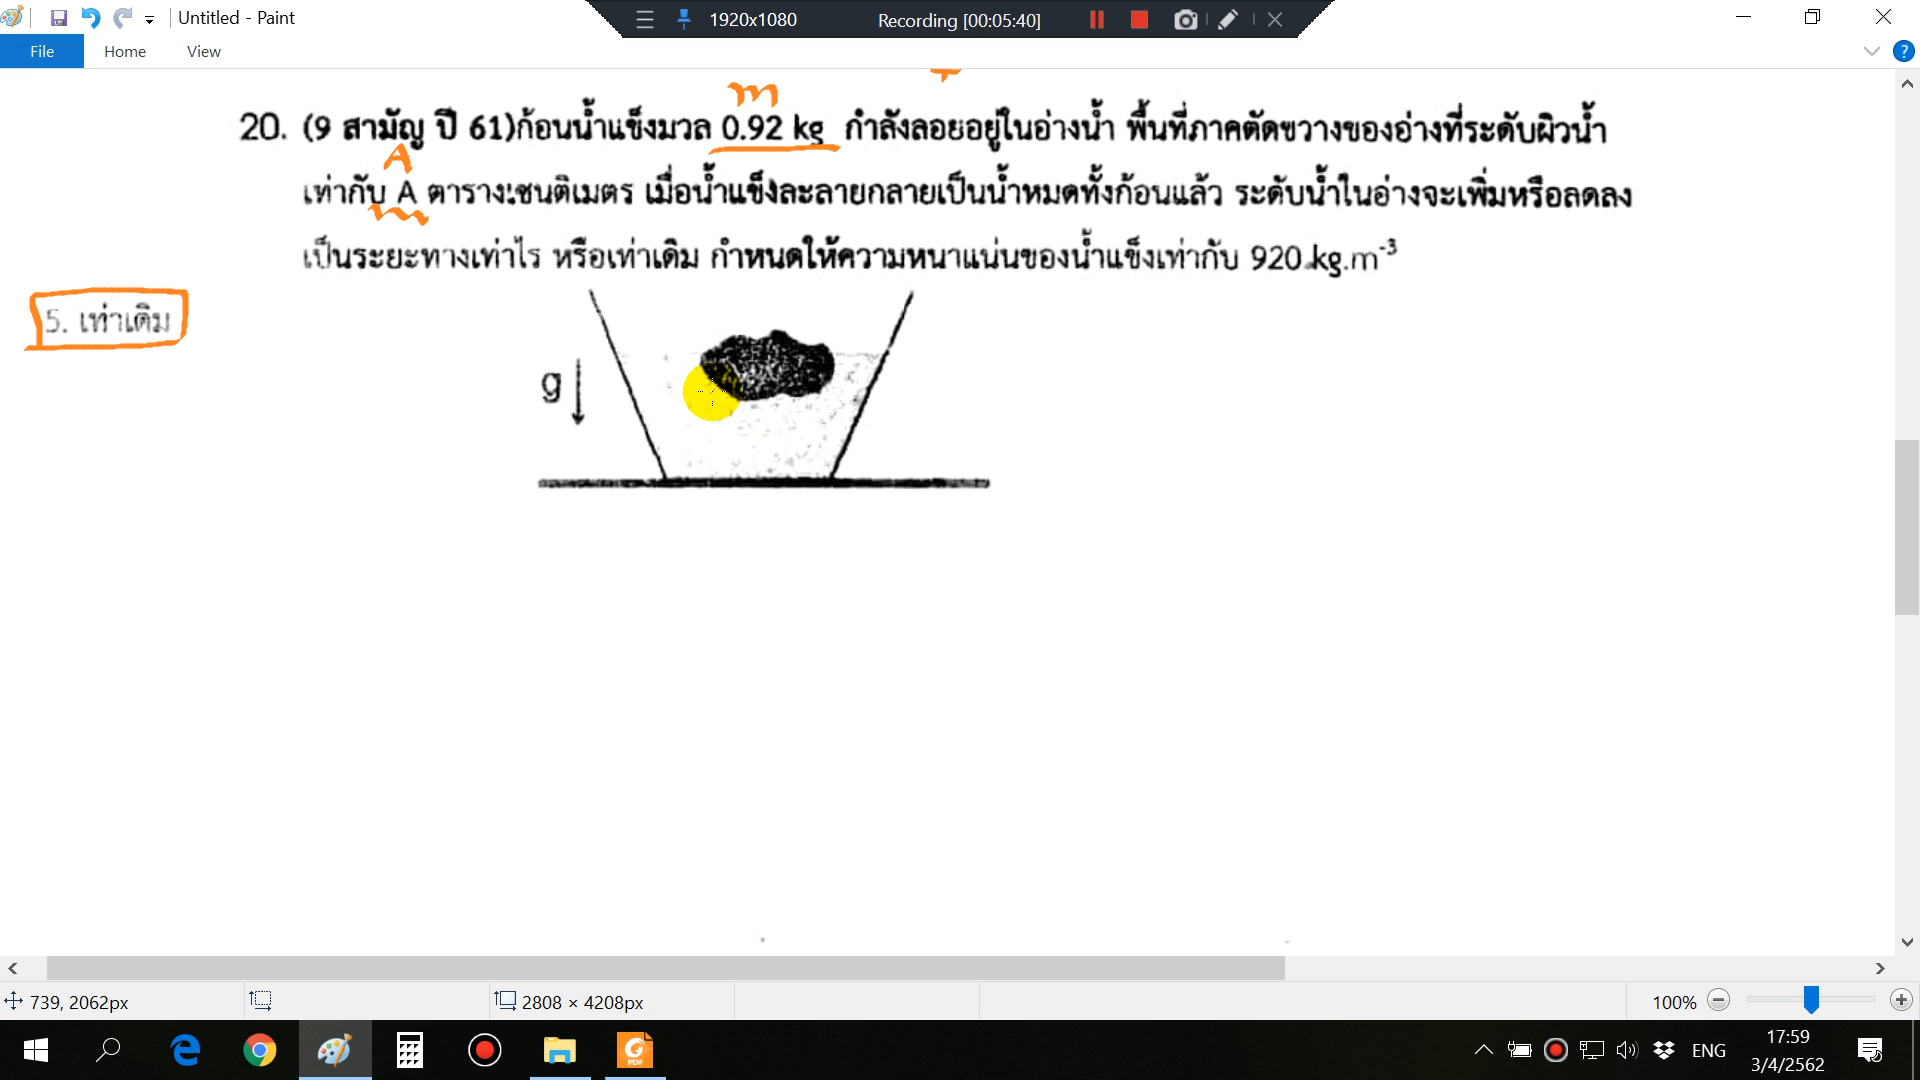 Untitled - Paint
1920x1080
Recording [00:05:40]
File
Home
View
m
20. (9 สามัญ ปี 61)ก้อนน้ำแข็งมวล 0.92 kg กำลังลอยอยู่ในอ่างน้ำ พื้นที่ภาคตัดขวางของอ่างที่ระดับผิวน้ำ
A
เท่ากับ A ตารางเซนติเมตร เมื่อน้ำแข็งละลายกลายเป็นน้ำหมดทั้งก้อนแล้ว ระดับน้ำในอ่างจะเพิ่มหรือลดลง
เป็นระยะทางเท่าไร หรือเท่าเดิม กำหนดให้ความหนาแน่นของน้ำแข็งเท่ากับ 920 kg.m⁻³
5. เท่าเดิม
g
739, 2062px
2808 × 4208px
100%
PDF
ENG
17:59
3/4/2562